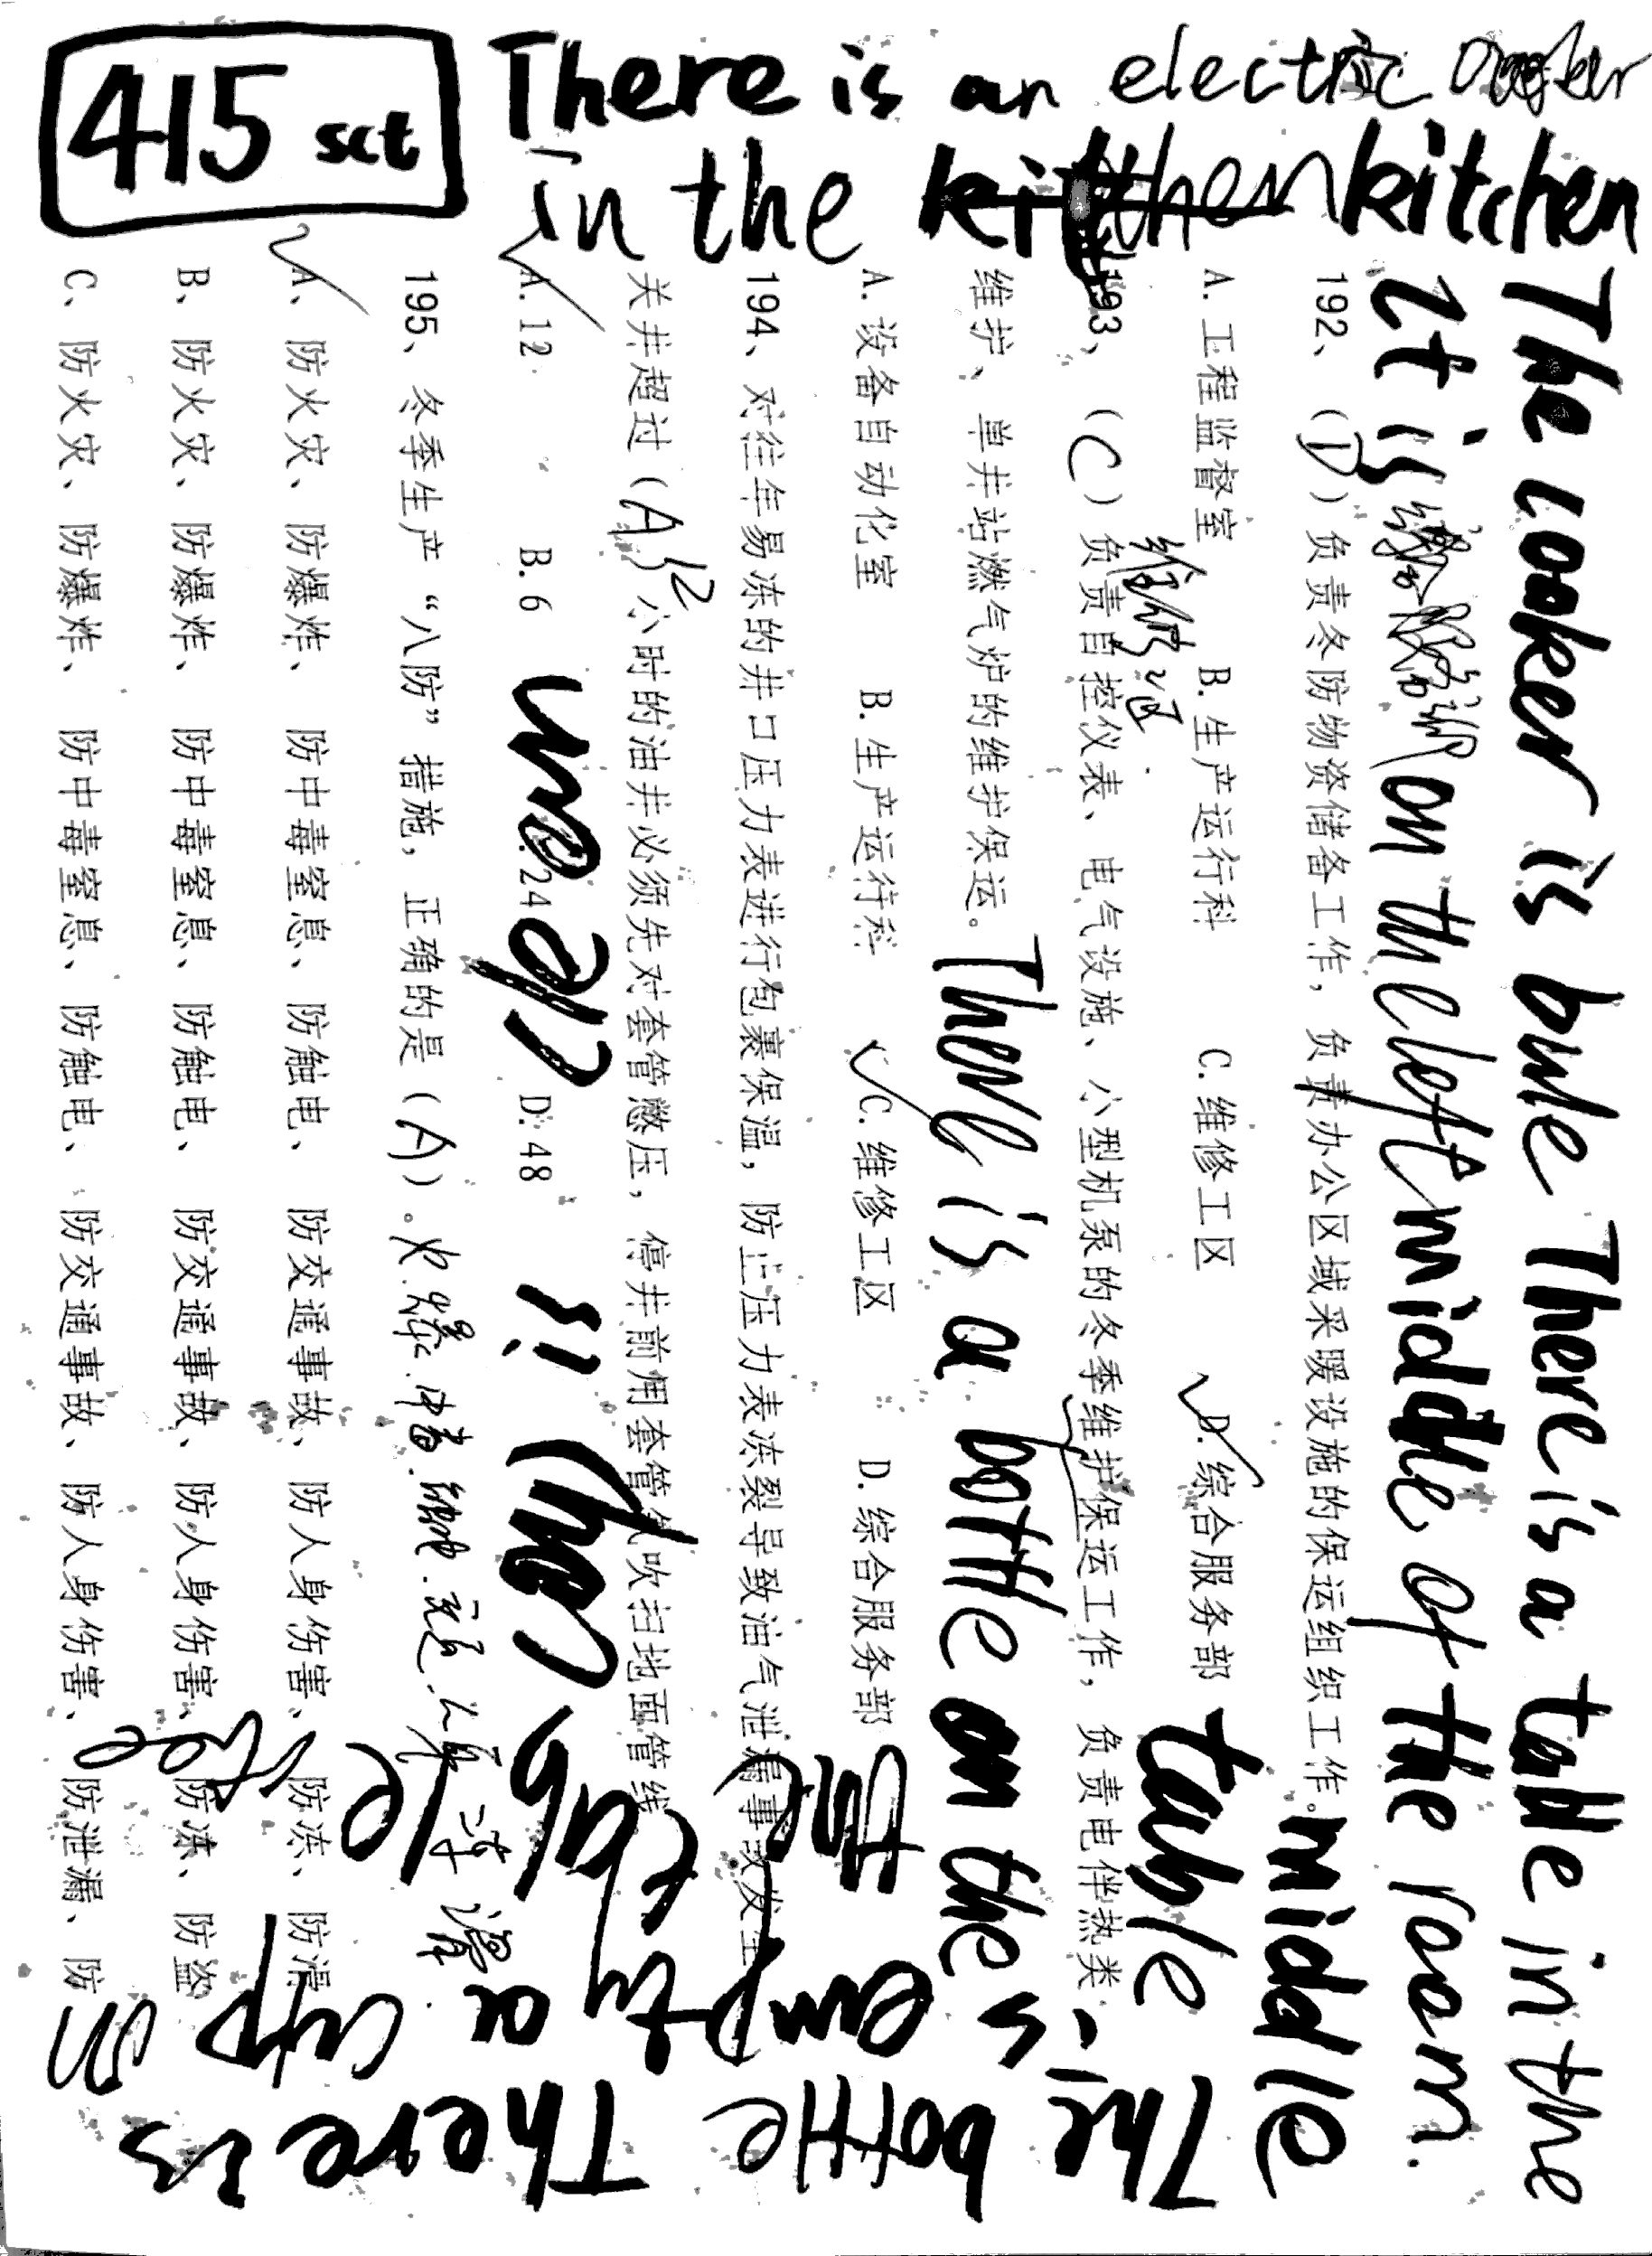 415 sct
There is an electric
in the kitthen kitchen
The cooker is bule There is a table in the
It is on the left middle of the room.
middle
192、（D）负责冬防物资储备工作，负责办公区域采暖设施的保运组织工作。
A.工程监督室 B.生产运行科 C.维修工区 D.综合服务部
table
193、（C）负责自控仪表、电气设施、小型机泵的冬季维护保运工作，负责电伴热类
维护、单井站燃气炉的维护保运。
There is a bottle on the
A.设备自动化室 B.生产运行科 C.维修工区 D.综合服务部
194、对往年易冻的井口压力表进行包裹保温，防止压力表冻裂导致油气泄漏事故发生
关井超过（A）12小时的油井必须先对套管憋压，停井前用套管气吹扫地面管线
A.12 B.6 C.24 D.48
195、冬季生产“八防”措施，正确的是（A）。
A、防火灾、防爆炸、防中毒窒息、防触电、防交通事故、防人身伤害、防冻、防滑
B、防火灾、防爆炸、防中毒窒息、防触电、防交通事故、防人身伤害、防冻、防盗
C、防火灾、防爆炸、防中毒窒息、防触电、防交通事故、防人身伤害、防泄漏、防
The bottle
is empty
There is
a cup
on
the table